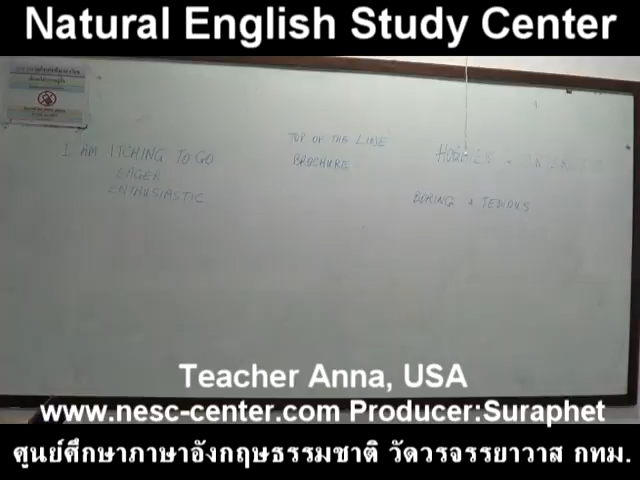 Natural English Study Center
I AM ITCHING TO GO
EAGER
ENTHUSIASTIC
TOP OF THE LINE
BROCHURE
BORING & TEDIOUS
Teacher Anna, USA
www.nesc-center.com Producer:Suraphet
ศูนย์ศึกษาภาษาอังกฤษธรรมชาติ วัดวรจรรยาวาส กทม.